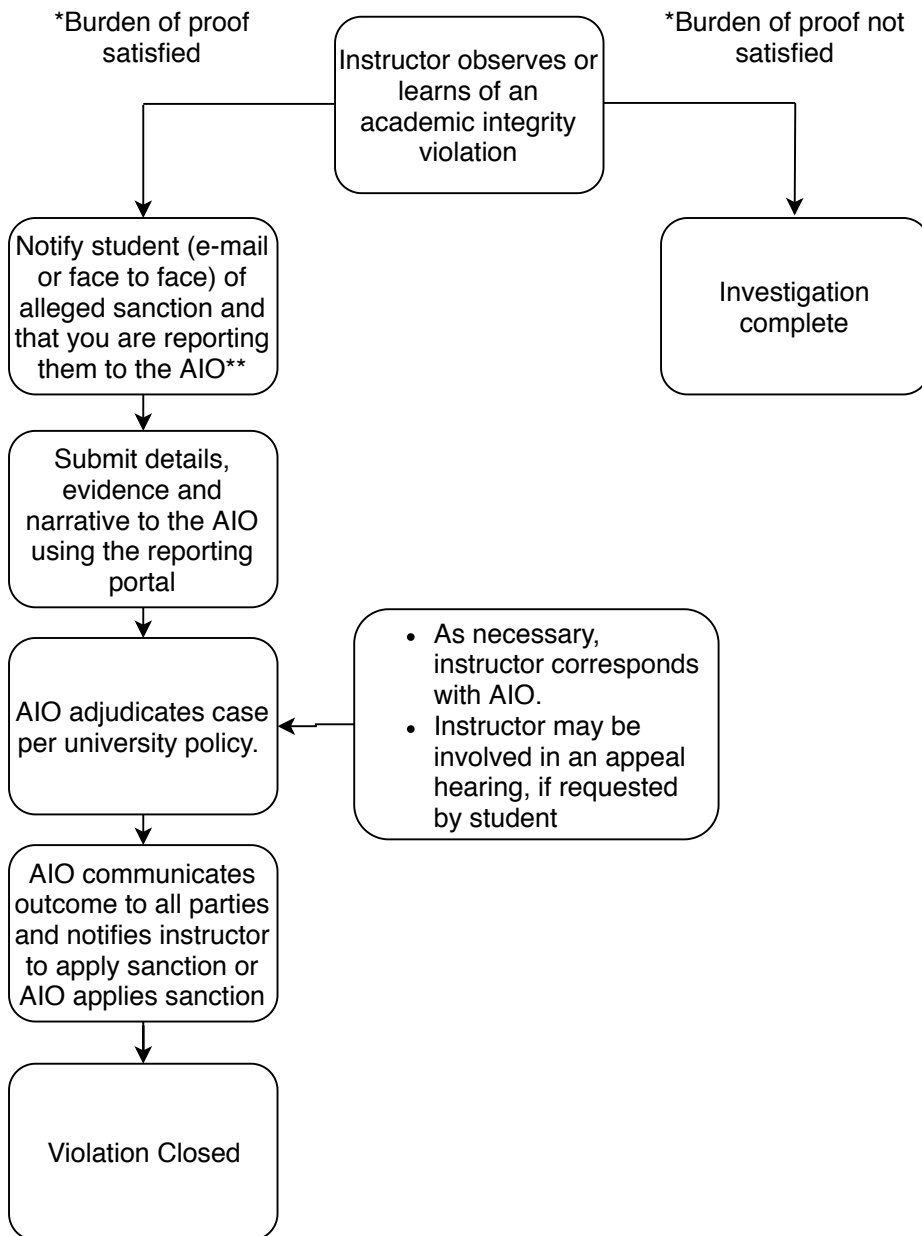 *Burden of proof
satisfied
Instructor observes or
learns of an
academic integrity
violation
*Burden of proof not
satisfied
Notify student (e-mail
or face to face) of
alleged sanction and
that you are reporting
them to the AIO**
Investigation
complete
Submit details,
evidence and
narrative to the AIO
using the reporting
portal
AIO adjudicates case
per university policy.
• As necessary,
instructor corresponds
with AIO.
• Instructor may be
involved in an appeal
hearing, if requested
by student
AIO communicates
outcome to all parties
and notifies instructor
to apply sanction or
AIO applies sanction
Violation Closed